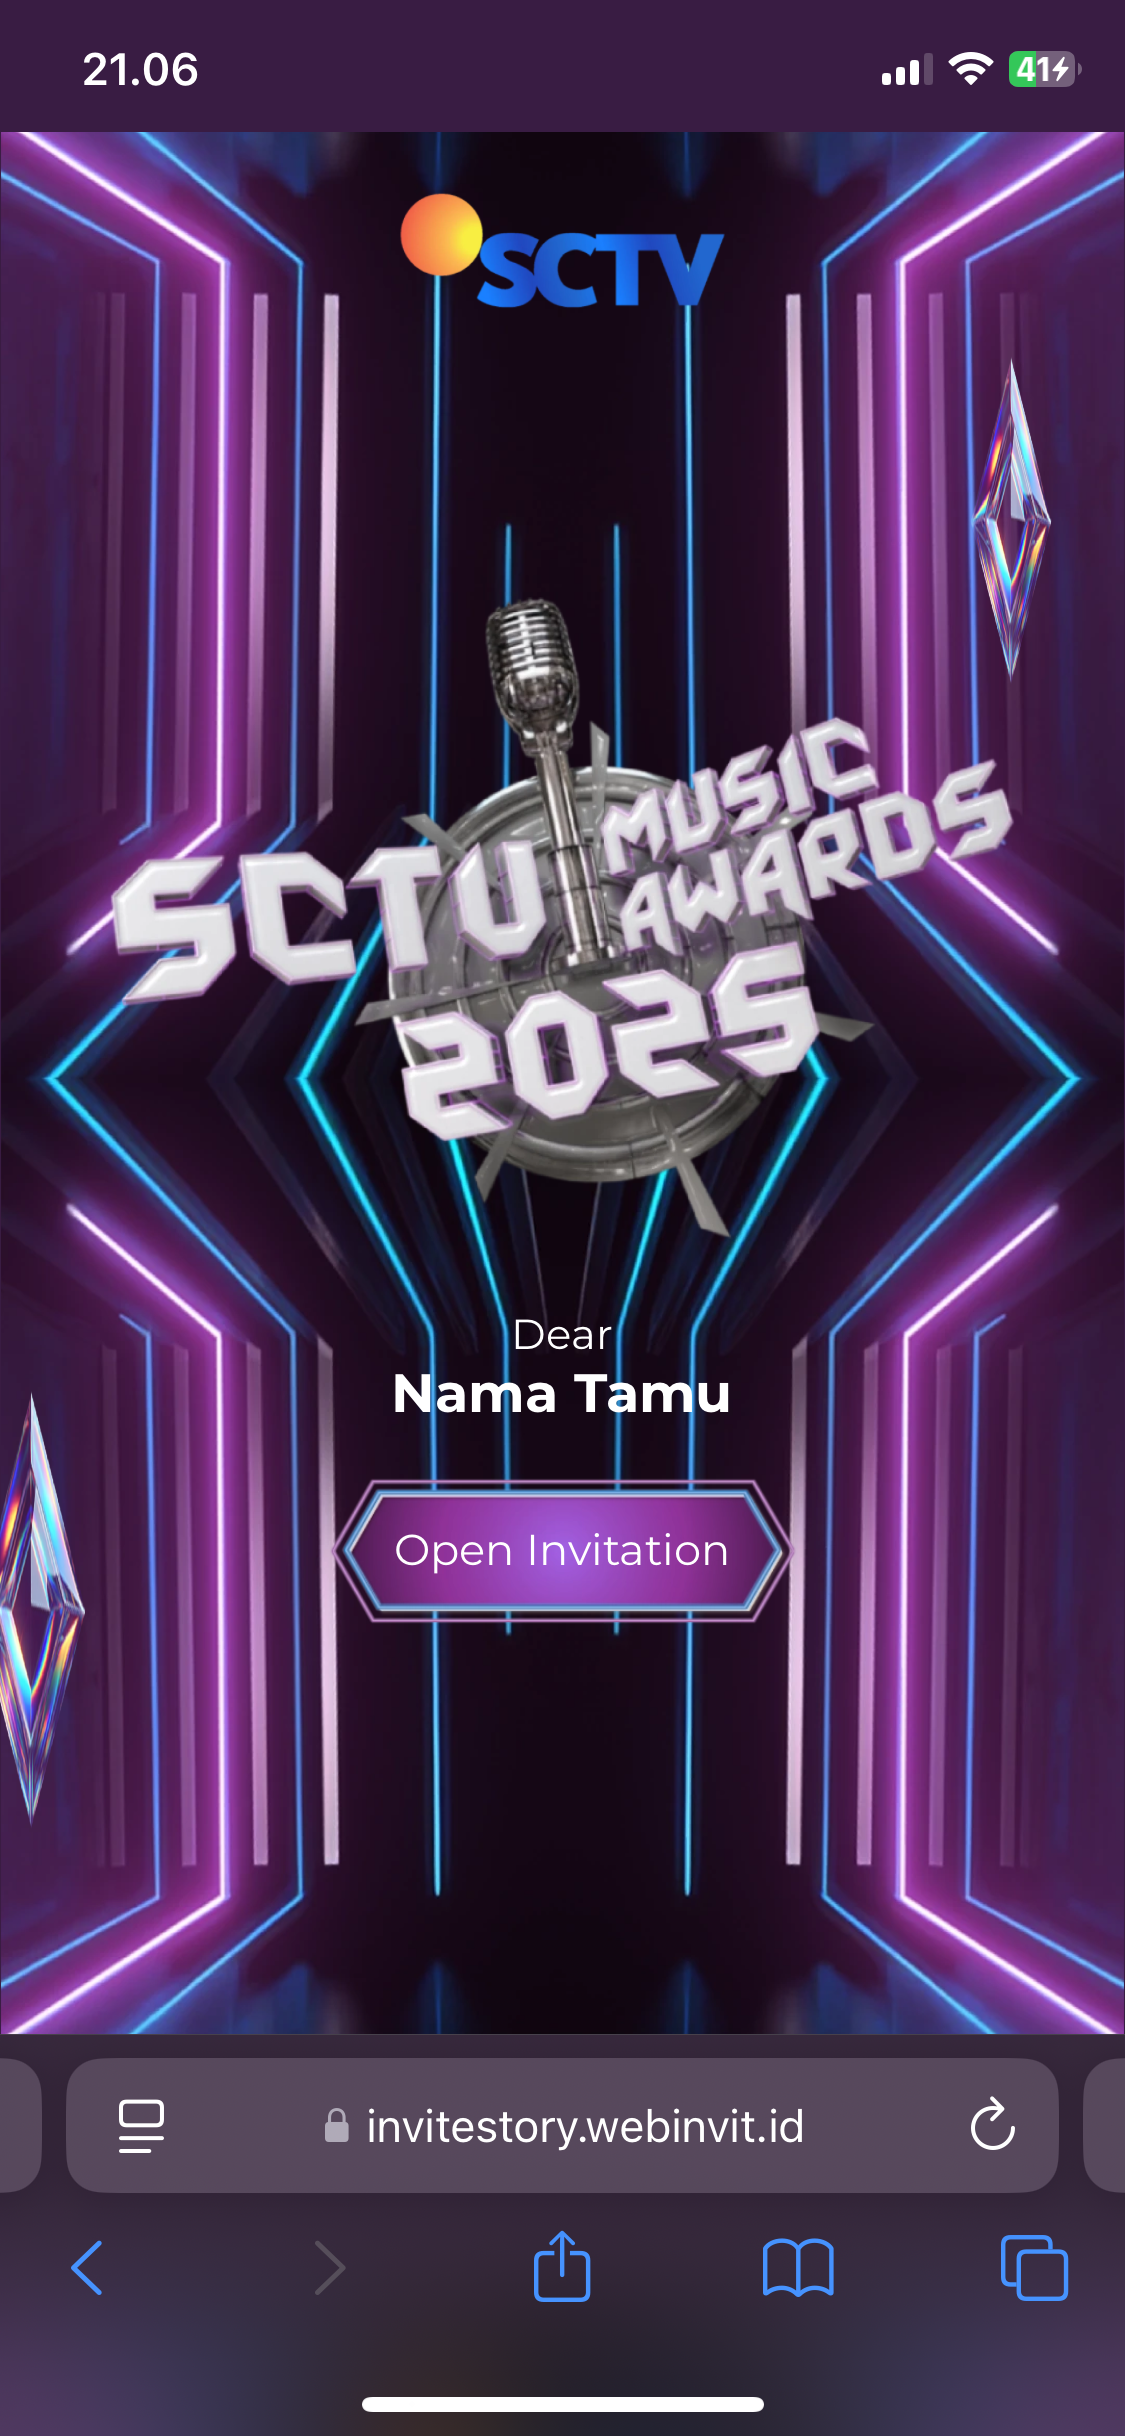 21.06
41
SCTV
SCTV MUSIC
AWARDS
2025
Dear
Nama Tamu
Open Invitation
invitestory.webinvit.id